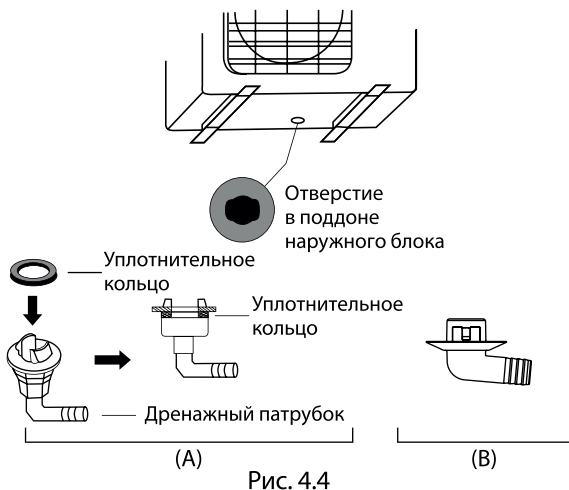 Отверстие
в поддоне
наружного блока
Уплотнительное
кольцо
Уплотнительное
кольцо
Дренажный патрубок
(A)
(B)
Рис. 4.4